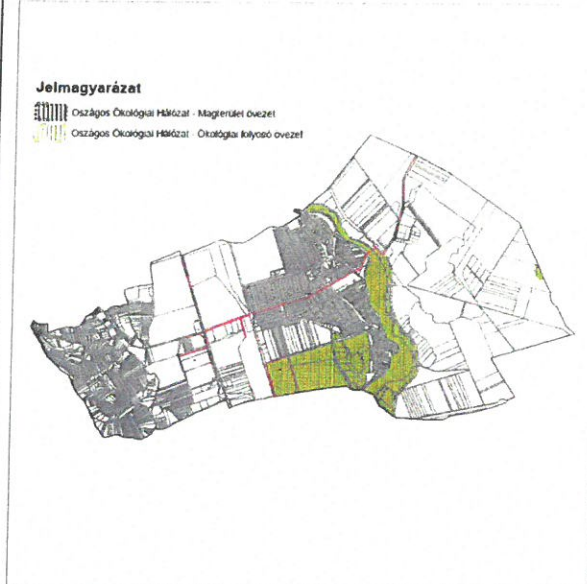 Jelmagyarázat
Oszágos Ökológiai Hálózat - Magterület övezet
Oszágos Ökológiai Hálózat - Ökológiai folyosó övezet